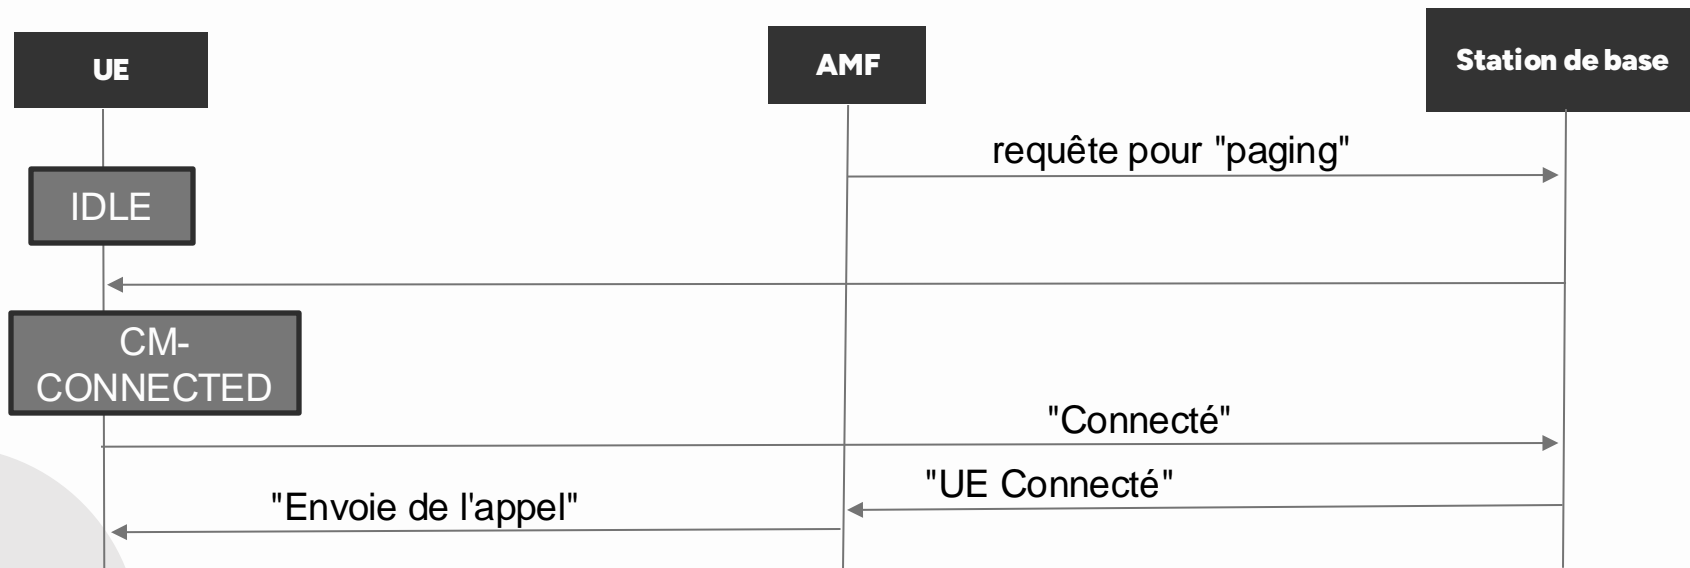 UE
AMF
Station de base
requête pour "paging"
IDLE
CM-
CONNECTED
"Connecté"
"UE Connecté"
"Envoie de l'appel"